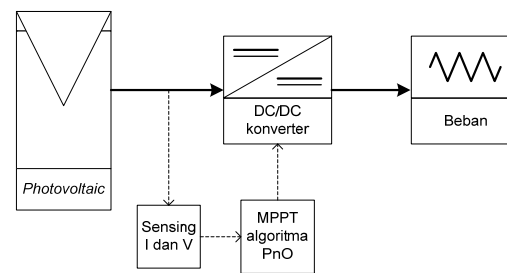 Photovoltaic
DC/DC
konverter
Beban
Sensing
I dan V
MPPT
algoritma
PnO